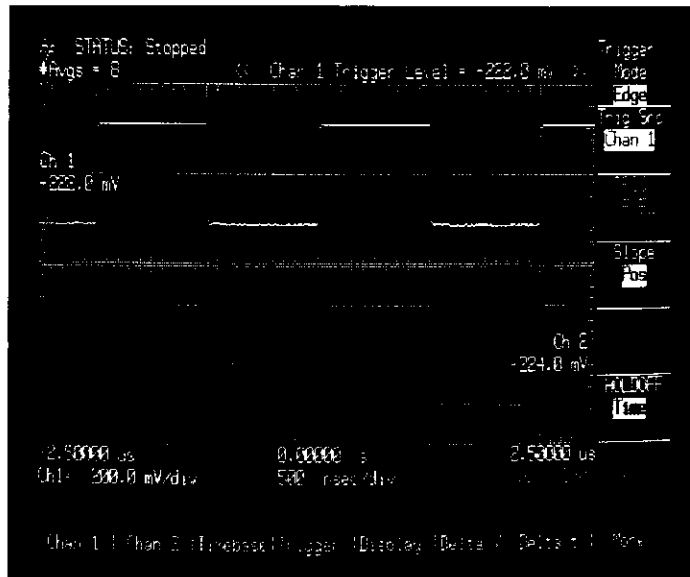 STATUS: Stopped
#Avgs = 8
Chan 1 Trigger Level = -222.0 mV
Trigger
Mode
Edge
Trig Src
Chan 1
Ch 1
-222.0 mV
Slope
Pos
Ch 2
-224.0 mV
HOLDOFF
Time
-2.50000 us
0.00000 s
2.50000 us
Ch1= 200.0 mV/div
500 nsec/div
Chan 1 Chan 2 Timebase Trigger Display Delta V Delta t More